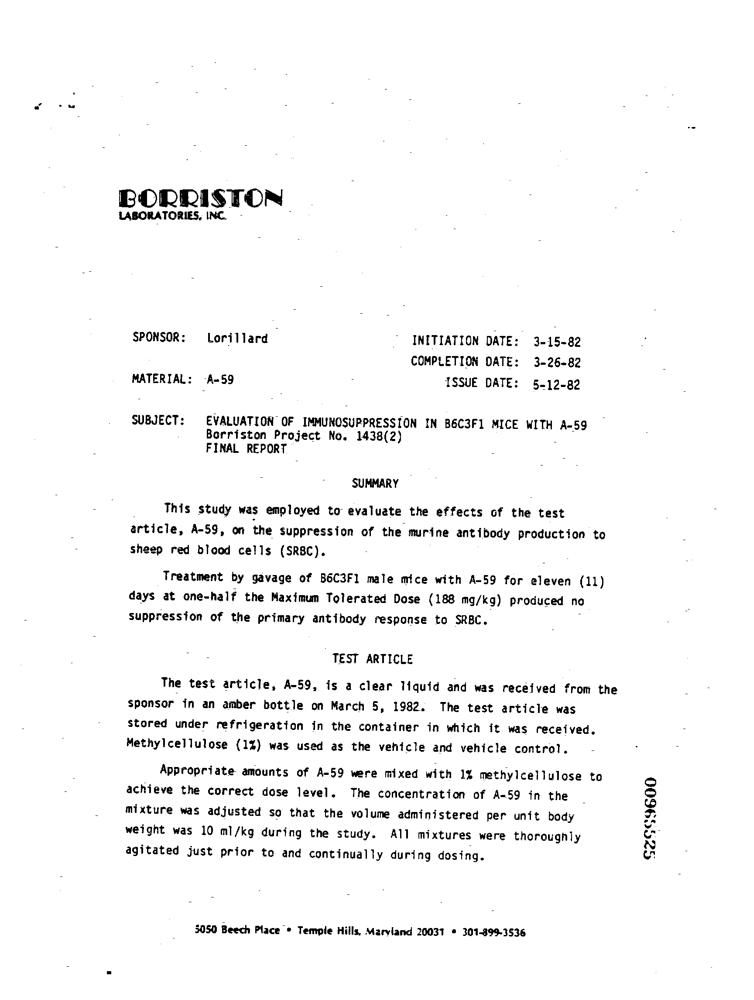 BORRISTON
LABORATORIES, INC.
SPONSOR: Lorillard
INITIATION DATE: 3-15-82
COMPLETION DATE: 3-26-82
MATERIAL: A-59
ISSUE DATE: 5-12-82
SUBJECT: EVALUATION OF IMMUNOSUPPRESSION IN B6C3F1 MICE WITH A-59
Borriston Project No. 1438(2)
FINAL REPORT
SUMMARY
This study was employed to evaluate the effects of the test
article, A-59, on the suppression of the murine antibody production to
sheep red blood cells (SRBC).
Treatment by gavage of B6C3F1 male mice with A-59 for eleven (11)
days at one-half the Maximum Tolerated Dose (188 mg/kg) produced no
suppression of the primary antibody response to SRBC.
TEST ARTICLE
The test article, A-59, is a clear liquid and was received from the
sponsor in an amber bottle on March 5, 1982. The test article was
stored under refrigeration in the container in which it was received.
Methylcellulose (1%) was used as the vehicle and vehicle control.
Appropriate amounts of A-59 were mixed with 1% methylcellulose to
achieve the correct dose level. The concentration of A-59 in the
mixture was adjusted so that the volume administered per unit body
weight was 10 ml/kg during the study. All mixtures were thoroughly
agitated just prior to and continually during dosing.
00965525
5050 Beech Place • Temple Hills, Maryland 20031 • 301-899-3536